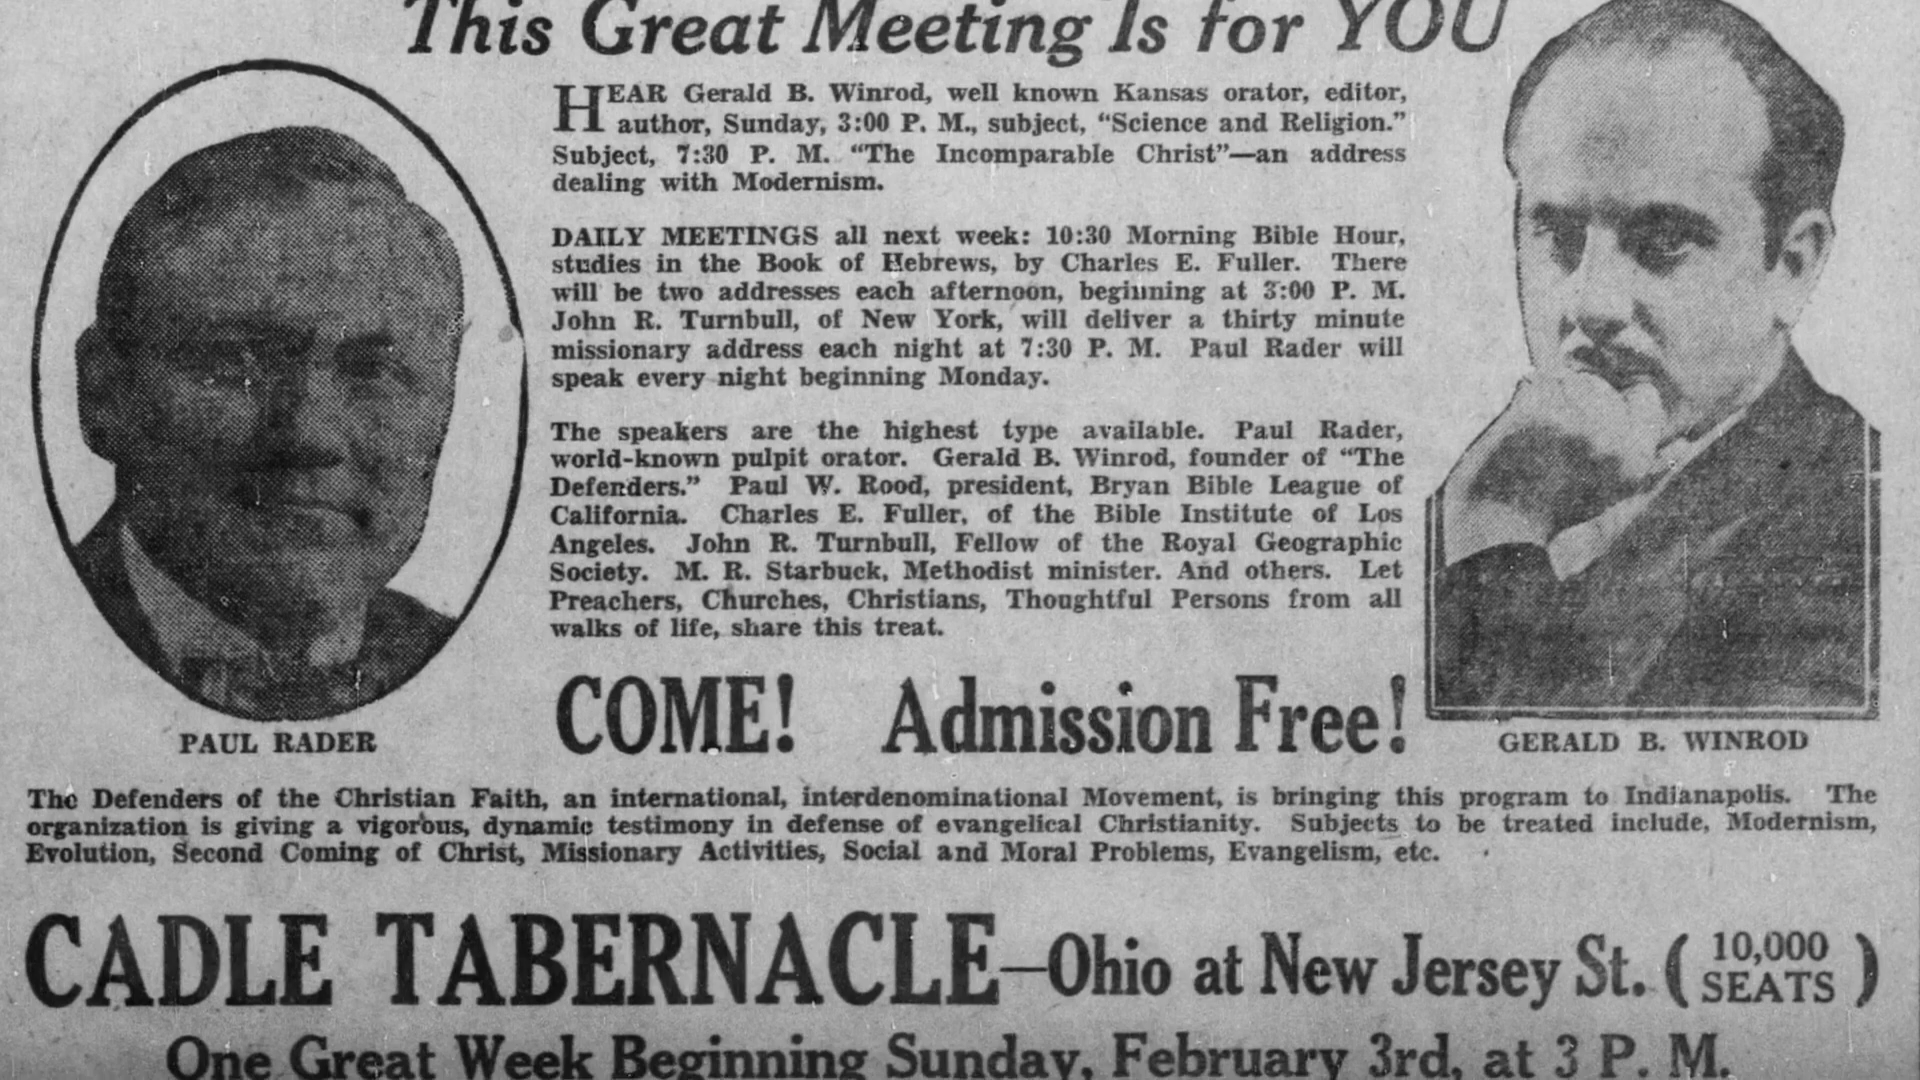 This Great Meeting Is for YOU
HEAR Gerald B. Winrod, well known Kansas orator, editor,
author, Sunday, 3:00 P. M., subject, “Science and Religion.”
Subject, 7:30 P. M. “The Incomparable Christ”—an address
dealing with Modernism.
DAILY MEETINGS all next week: 10:30 Morning Bible Hour,
studies in the Book of Hebrews, by Charles E. Fuller. There
will be two addresses each afternoon, beginning at 3:00 P. M.
John R. Turnbull, of New York, will deliver a thirty minute
missionary address each night at 7:30 P. M. Paul Rader will
speak every night beginning Monday.
The speakers are the highest type available. Paul Rader,
world-known pulpit orator. Gerald B. Winrod, founder of “The
Defenders.” Paul W. Rood, president, Bryan Bible League of
California. Charles E. Fuller, of the Bible Institute of Los
Angeles. John R. Turnbull, Fellow of the Royal Geographic
Society. M. R. Starbuck, Methodist minister. And others. Let
Preachers, Churches, Christians, Thoughtful Persons from all
walks of life, share this treat.
COME! Admission Free!
PAUL RADER
GERALD B. WINROD
The Defenders of the Christian Faith, an international, interdenominational Movement, is bringing this program to Indianapolis. The
organization is giving a vigorous, dynamic testimony in defense of evangelical Christianity. Subjects to be treated include, Modernism,
Evolution, Second Coming of Christ, Missionary Activities, Social and Moral Problems, Evangelism, etc.
CADLE TABERNACLE—Ohio at New Jersey St. (10,000 SEATS)
One Great Week Beginning Sunday, February 3rd, at 3 P. M.